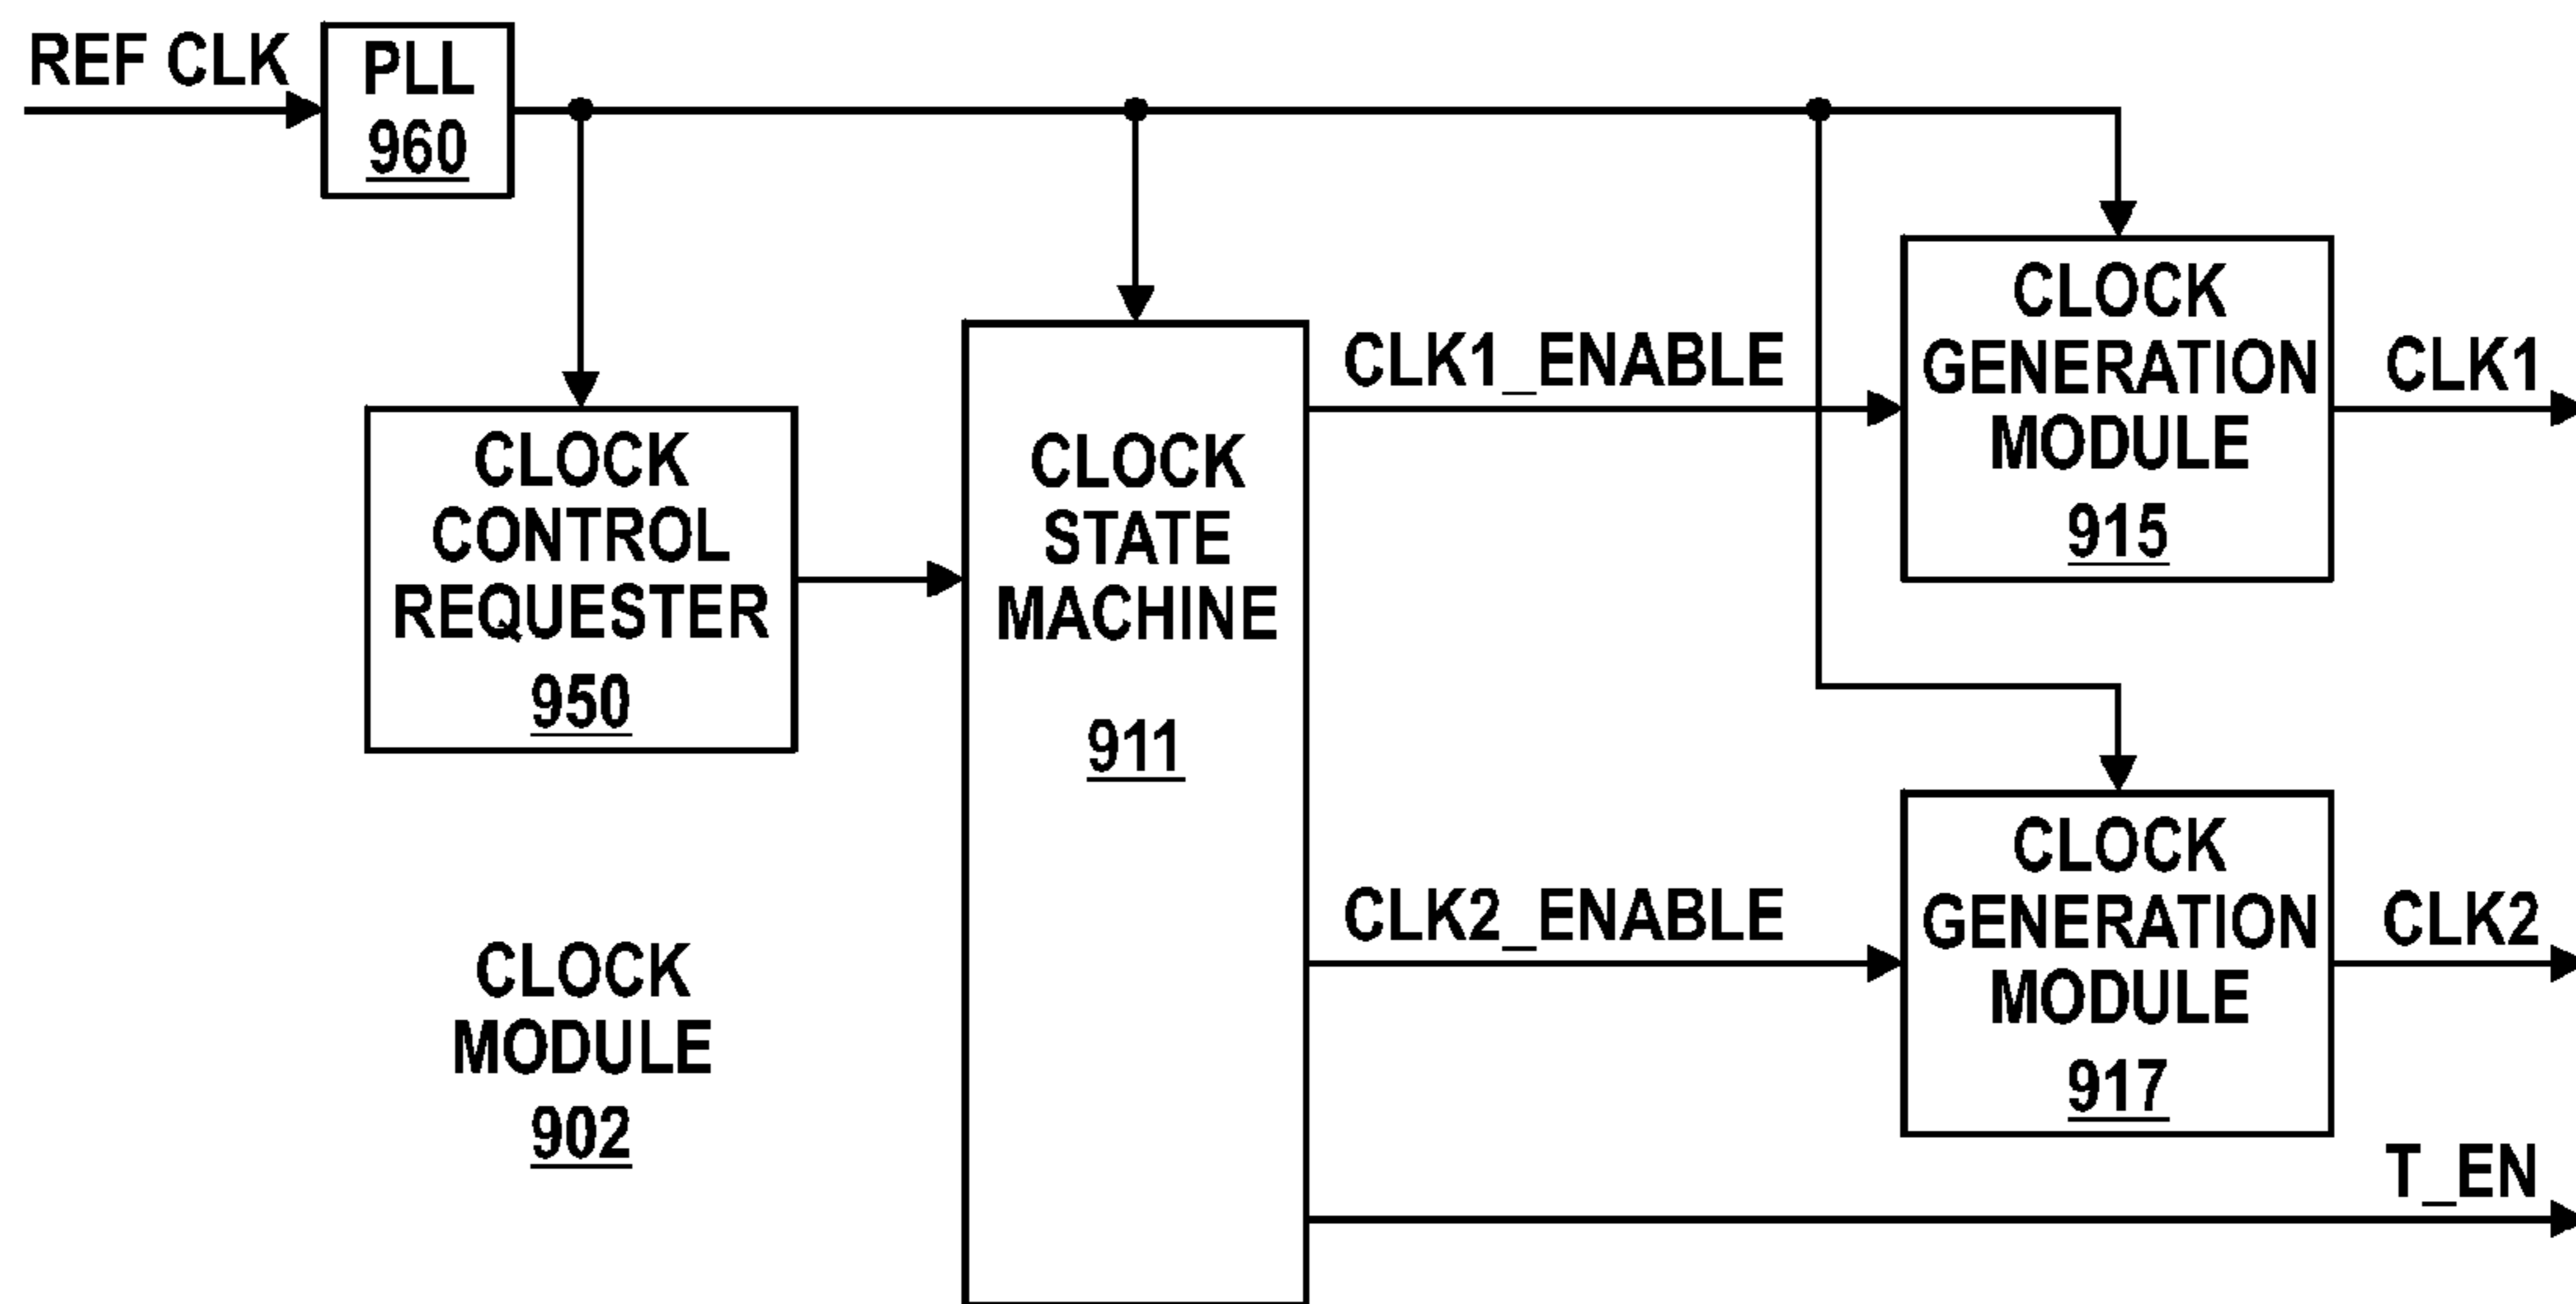 REF CLK
PLL
960
CLOCK
CONTROL
REQUESTER
950
CLOCK
STATE
MACHINE
911
CLK1_ENABLE
CLOCK
GENERATION
MODULE
915
CLK1
CLK2_ENABLE
CLOCK
GENERATION
MODULE
917
CLK2
CLOCK
MODULE
902
T_EN